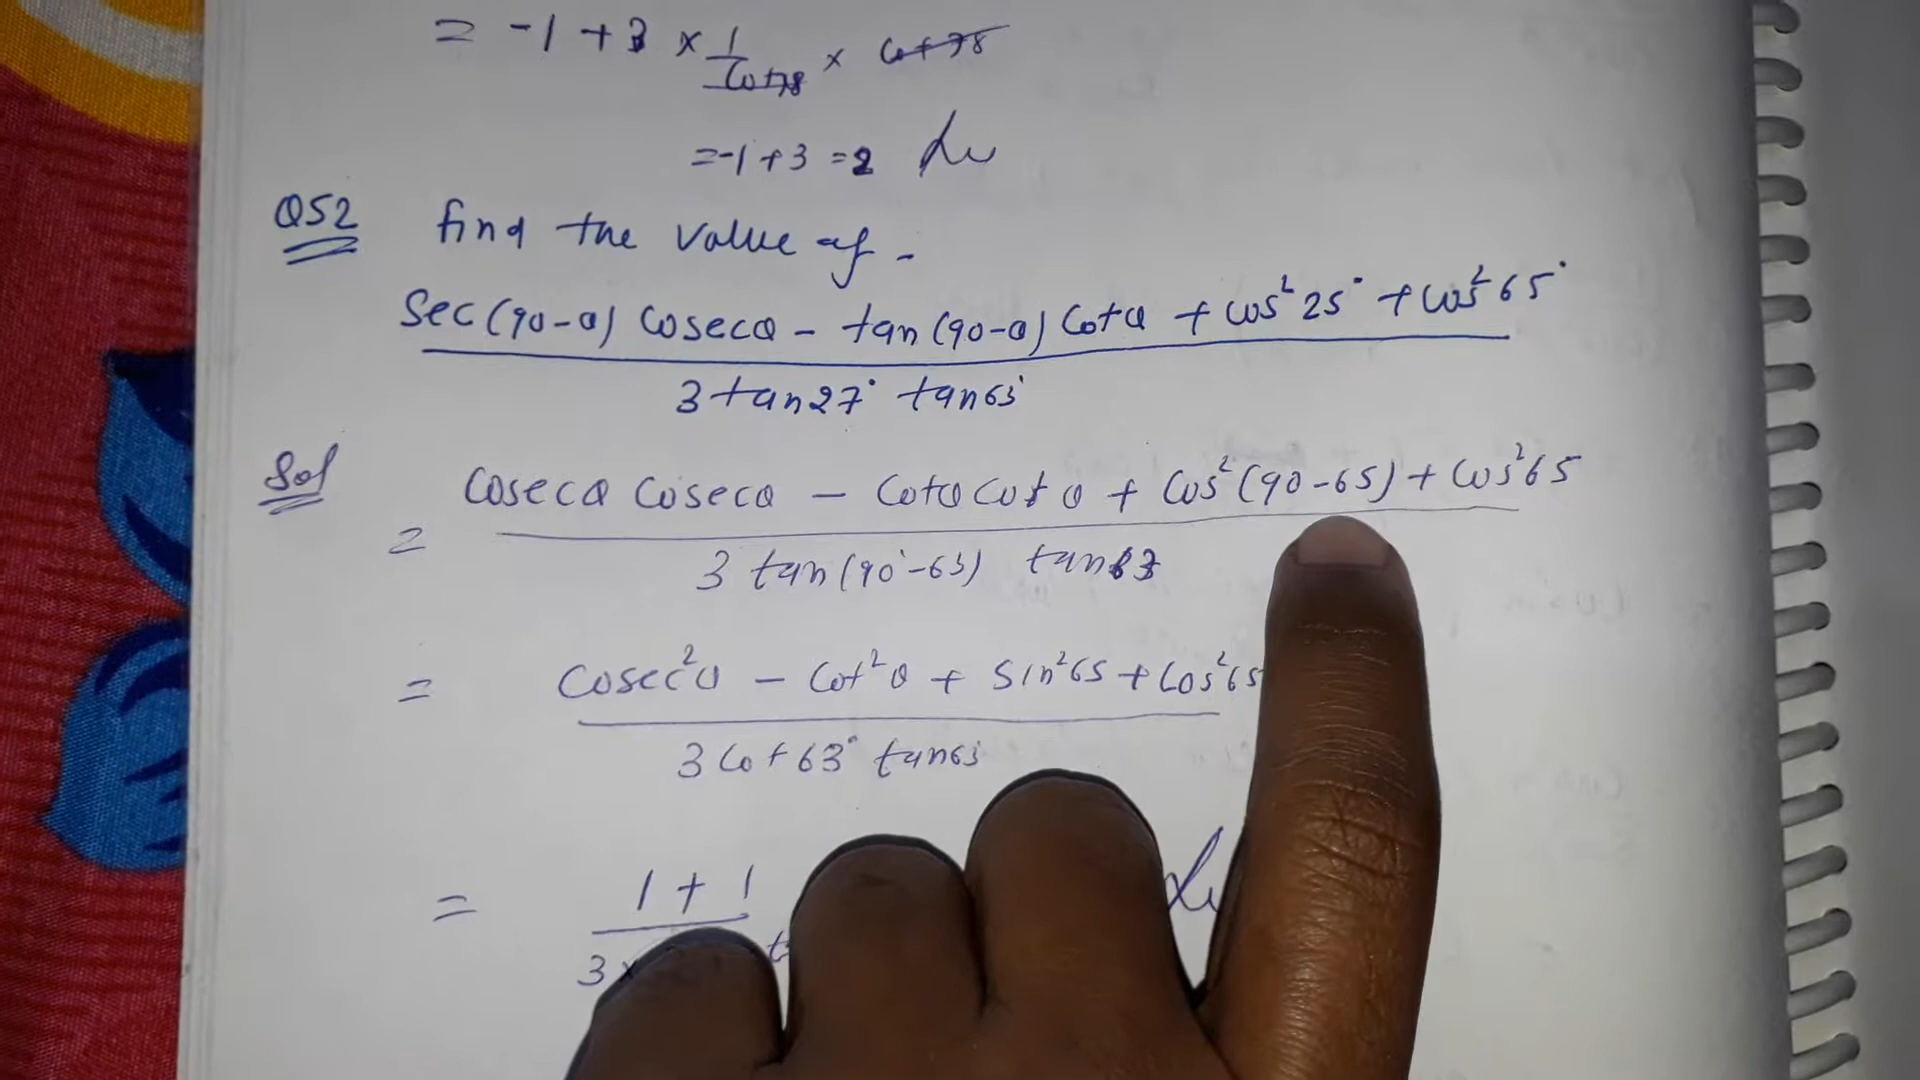 = -1 + 3 × 1/cot78 × cot78
= -1 + 3 = 2
Q52 find the value of -
Sec(90-θ) Cosecθ - tan(90-θ) Cotθ + cos²25° + cos²65°
3 tan27° tan63°
Sol
= Cosecθ Cosecθ - Cotθ Cotθ + Cos²(90-65) + Cos²65
3 tan(90°-63) tan63
= Cosec²θ - Cot²θ + Sin²65 + Cos²65
3 Cot63° tan63°
= 1 + 1
3 ×